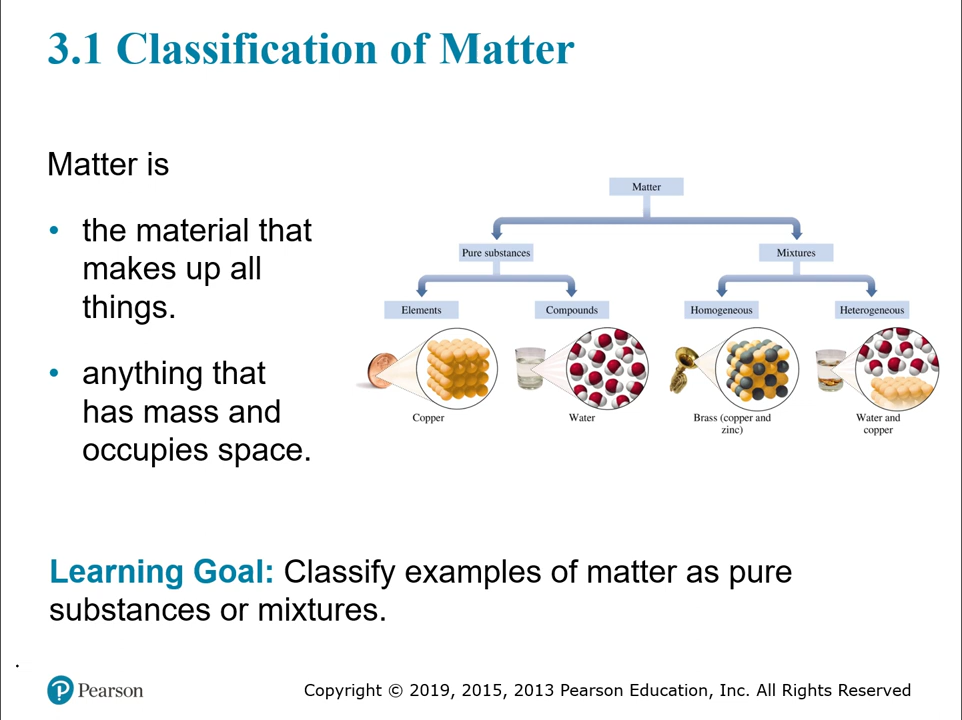 3.1 Classification of Matter
Matter is
• the material that
makes up all
things.
• anything that
has mass and
occupies space.
Matter
Pure substances
Mixtures
Elements
Compounds
Homogeneous
Heterogeneous
Copper
Water
Brass (copper and
zinc)
Water and
copper
Learning Goal: Classify examples of matter as pure
substances or mixtures.
.
Pearson
Copyright © 2019, 2015, 2013 Pearson Education, Inc. All Rights Reserved